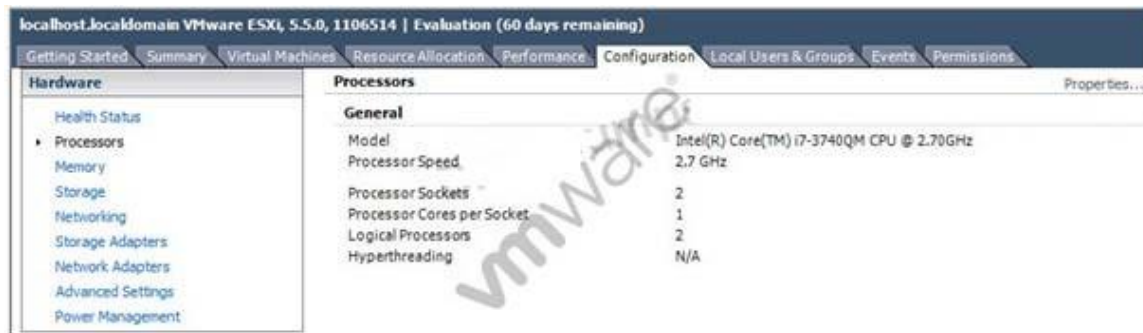 localhost.localdomain VMware ESXi, 5.5.0, 1106514 | Evaluation (60 days remaining)
Getting Started Summary Virtual Machines Resource Allocation Performance Configuration Local Users & Groups Events Permissions
Hardware
Health Status
Processors
Memory
Storage
Networking
Storage Adapters
Network Adapters
Advanced Settings
Power Management
Processors
Properties...
General
Model Intel(R) Core(TM) i7-3740QM CPU @ 2.70GHz
Processor Speed 2.7 GHz
Processor Sockets 2
Processor Cores per Socket 1
Logical Processors 2
Hyperthreading N/A
vmware